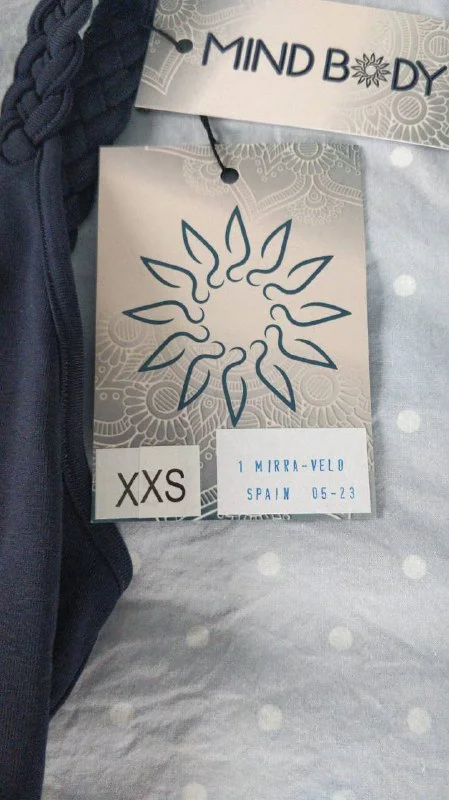 MIND BODY
XXS
1 MIRRA-VELO
SPAIN 05-23